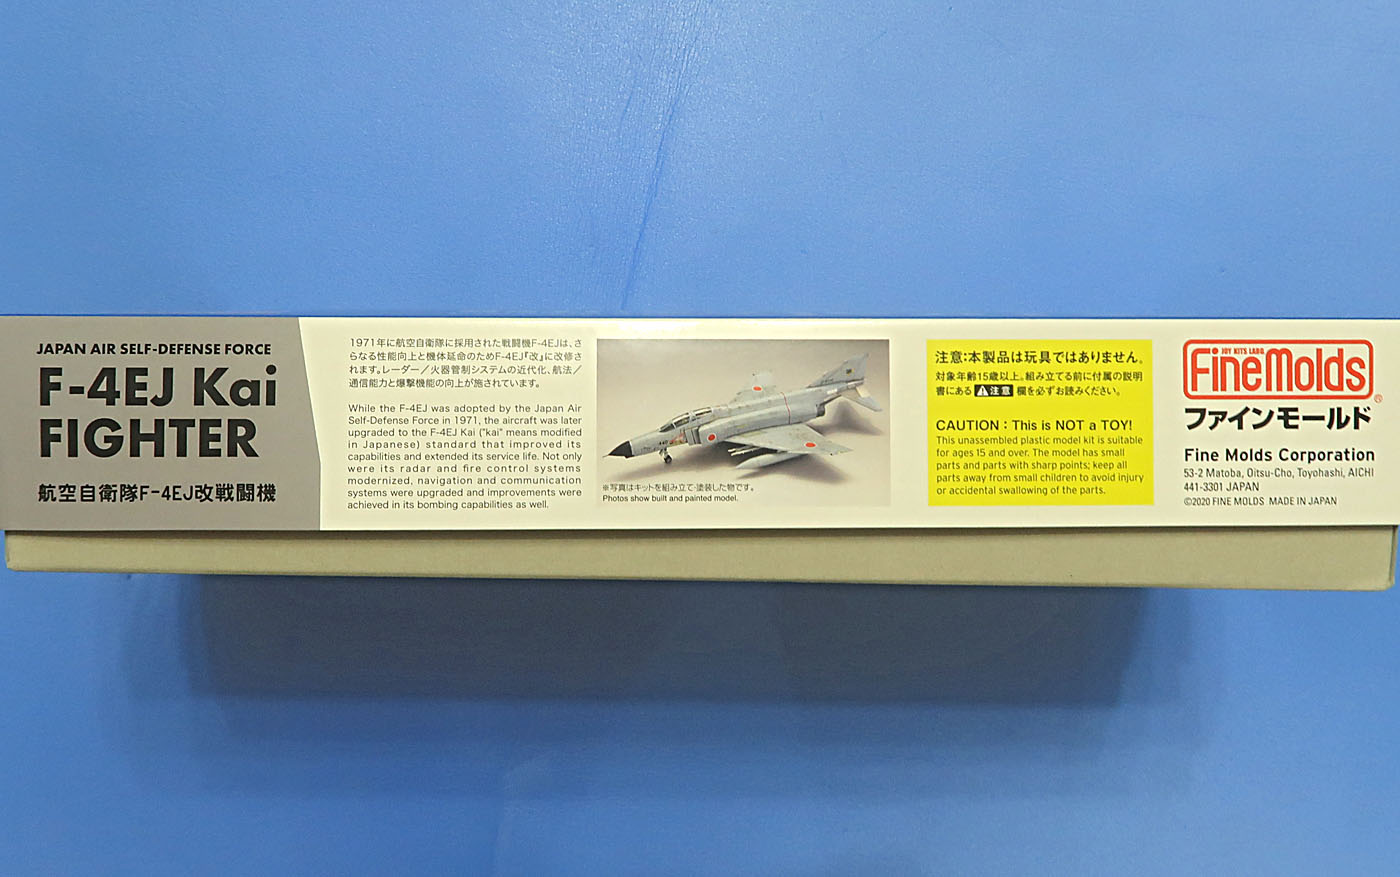 JAPAN AIR SELF-DEFENSE FORCE
F-4EJ Kai
FIGHTER
航空自衛隊F-4EJ改戦闘機
1971年に航空自衛隊に採用された戦闘機F-4EJは、さ
らなる性能向上と機体延命のためF-4EJ『改』に改修さ
れます。レーダー／火器管制システムの近代化、航法／
通信能力と爆撃機能の向上が施されています。
While the F-4EJ was adopted by the Japan Air
Self-Defense Force in 1971, the aircraft was later
upgraded to the F-4EJ Kai ("kai" means modified
in Japanese) standard that improved its
capabilities and extended its service life. Not only
were its radar and fire control systems
modernized, navigation and communication
systems were upgraded and improvements were
achieved in its bombing capabilities as well.
※写真はキットを組み立て・塗装した物です。
Photos show built and painted model.
注意:本製品は玩具ではありません。
対象年齢15歳以上。組み立てる前に付属の説明
書にある ⚠注意 欄を必ずお読みください。
CAUTION : This is NOT a TOY!
This unassembled plastic model kit is suitable
for ages 15 and over. The model has small
parts and parts with sharp points; keep all
parts away from small children to avoid injury
or accidental swallowing of the parts.
JOY KITS LABO.
FineMolds®
ファインモールド
Fine Molds Corporation
53-2 Matoba, Oitsu-Cho, Toyohashi, AICHI
441-3301 JAPAN
©2020 FINE MOLDS MADE IN JAPAN